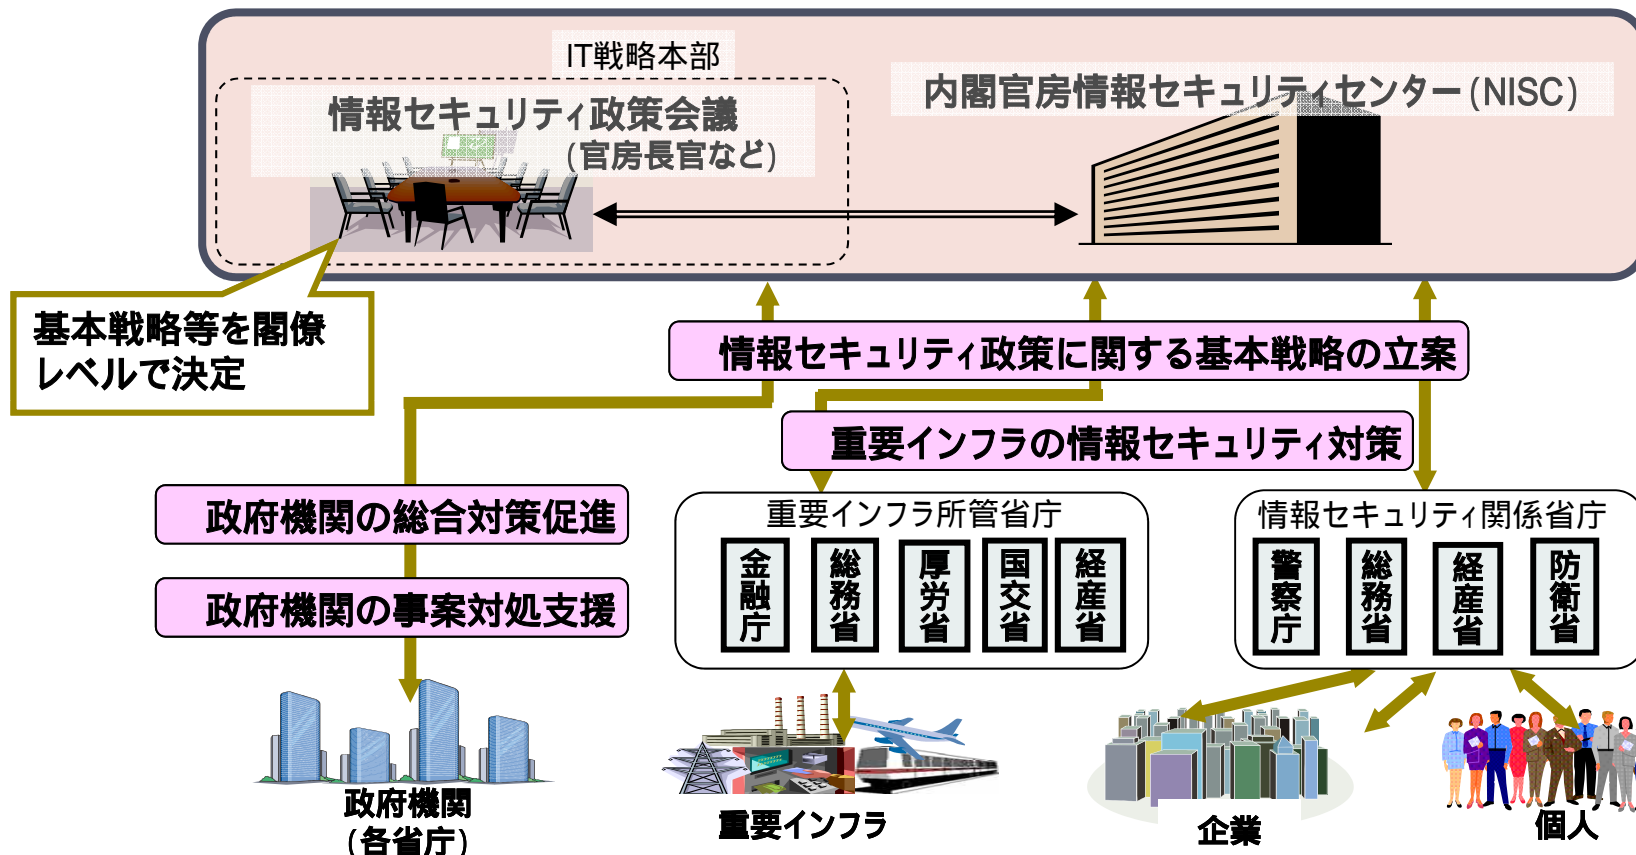 IT戦略本部
情報セキュリティ政策会議
(官房長官など)
内閣官房情報セキュリティセンター(NISC)
基本戦略等を閣僚
レベルで決定
情報セキュリティ政策に関する基本戦略の立案
重要インフラの情報セキュリティ対策
政府機関の総合対策促進
政府機関の事案対処支援
重要インフラ所管省庁
金融庁
総務省
厚労省
国交省
経産省
情報セキュリティ関係省庁
警察庁
総務省
経産省
防衛省
政府機関
(各省庁)
重要インフラ
企業
個人